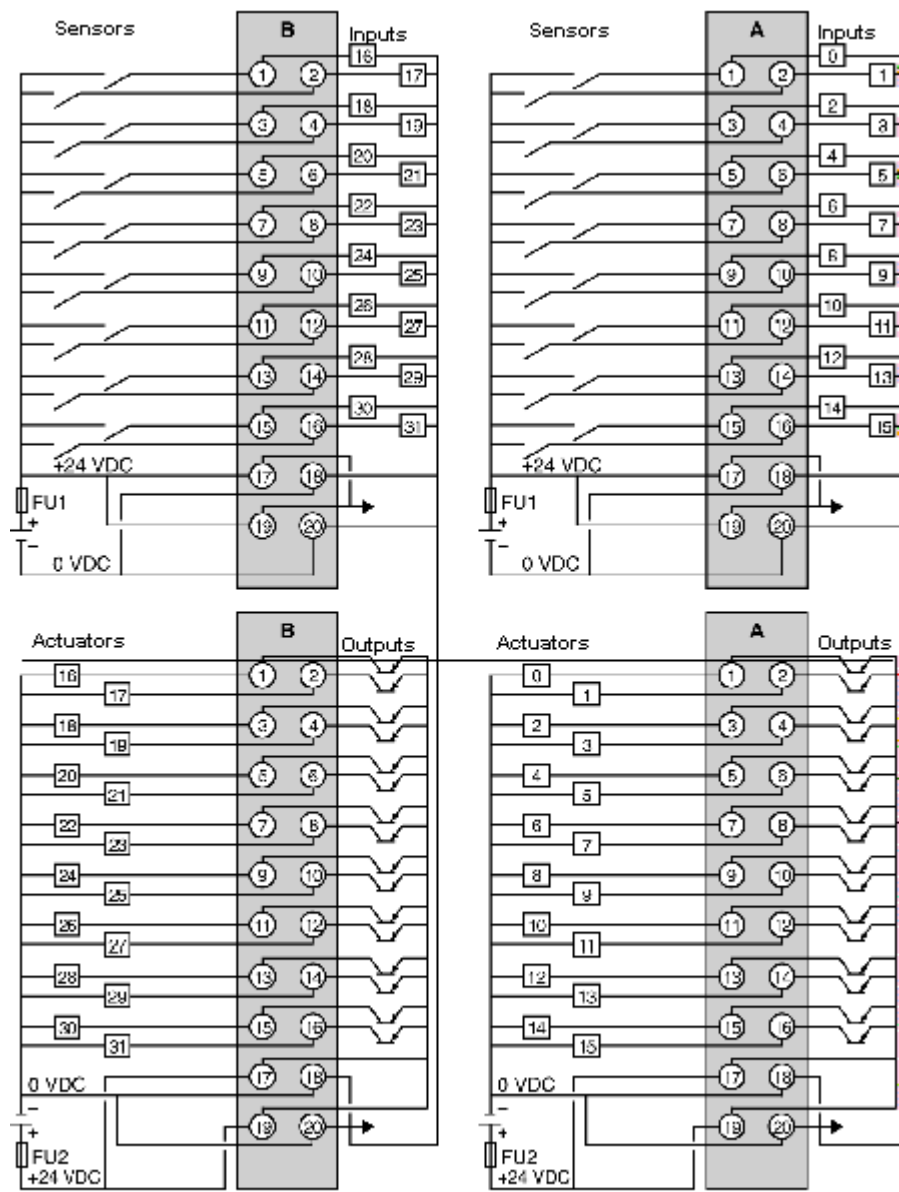 Sensors B Inputs
16
1 2 17
18
3 4 19
20
5 6 21
22
7 8 23
24
9 10 25
26
11 12 27
28
13 14 29
30
15 16 31
+24 VDC
17 18
FU1
+
19 20
-
0 VDC
Sensors A Inputs
0
1 2 1
2
3 4 3
4
5 6 5
6
7 8 7
8
9 10 9
10
11 12 11
12
13 14 13
14
15 16 15
+24 VDC
17 18
FU1
+
19 20
-
0 VDC
Actuators B Outputs
16 1 2
17
18 3 4
19
20 5 6
21
22 7 8
23
24 9 10
25
26 11 12
27
28 13 14
29
30 15 16
31
0 VDC 17 18
-
+
19 20
FU2
+24 VDC
Actuators A Outputs
0 1 2
1
2 3 4
3
4 5 6
5
6 7 8
7
8 9 10
9
10 11 12
11
12 13 14
13
14 15 16
15
0 VDC 17 18
-
+
19 20
FU2
+24 VDC